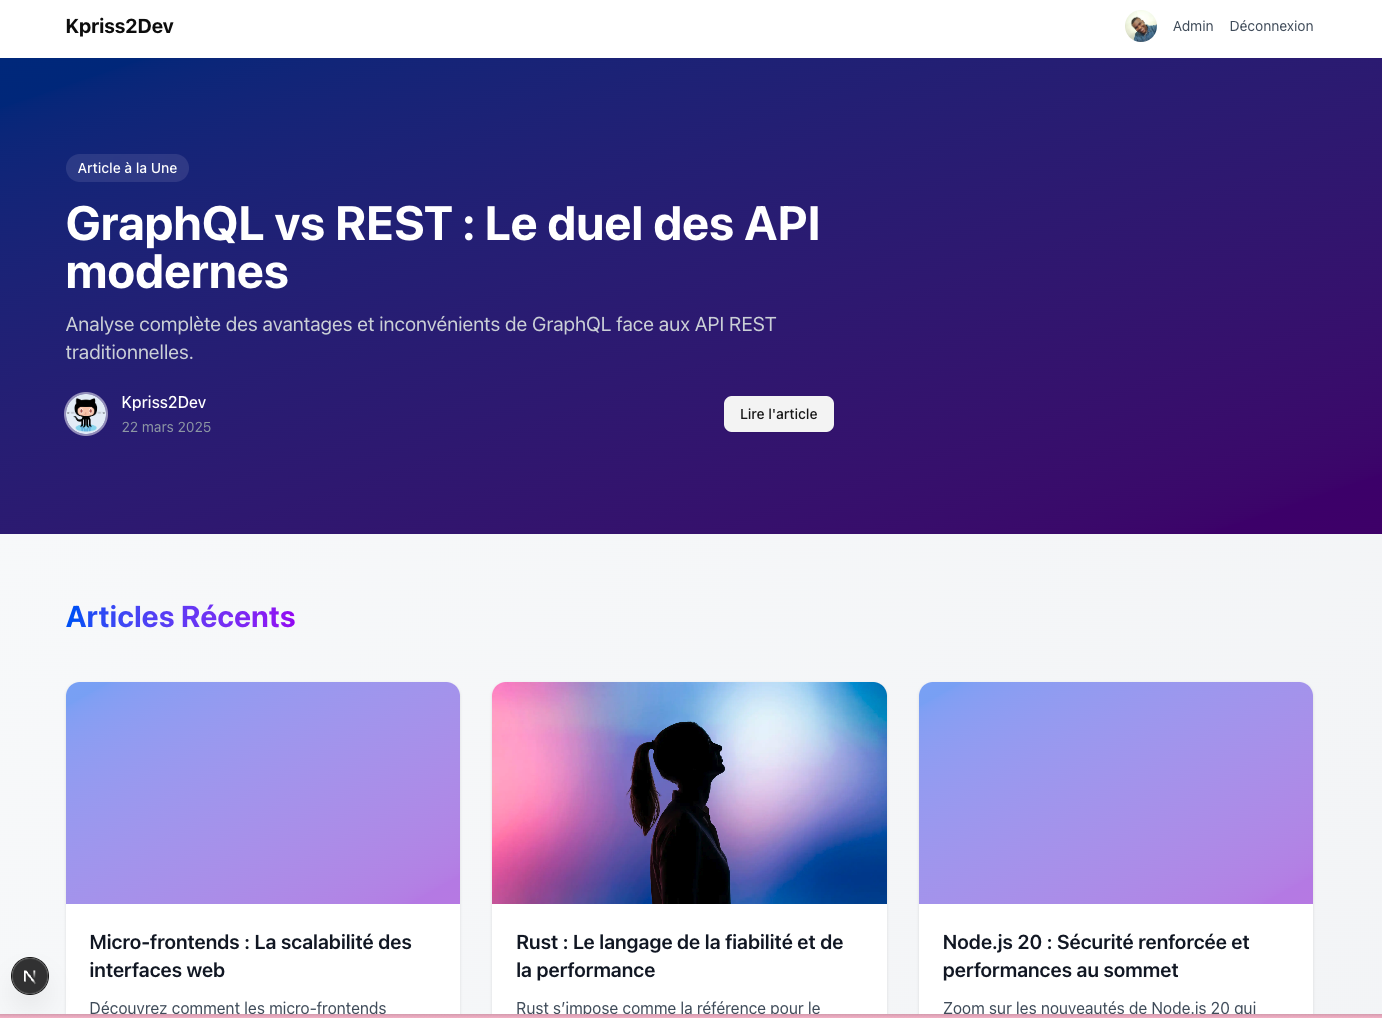 Kpriss2Dev
Admin
Déconnexion
Article à la Une
GraphQL vs REST : Le duel des API
modernes
Analyse complète des avantages et inconvénients de GraphQL face aux API REST
traditionnelles.
Kpriss2Dev
22 mars 2025
Lire l'article
Articles Récents
Micro-frontends : La scalabilité des
interfaces web
Découvrez comment les micro-frontends
Rust : Le langage de la fiabilité et de
la performance
Rust s’impose comme la référence pour le
Node.js 20 : Sécurité renforcée et
performances au sommet
Zoom sur les nouveautés de Node.js 20 qui
N